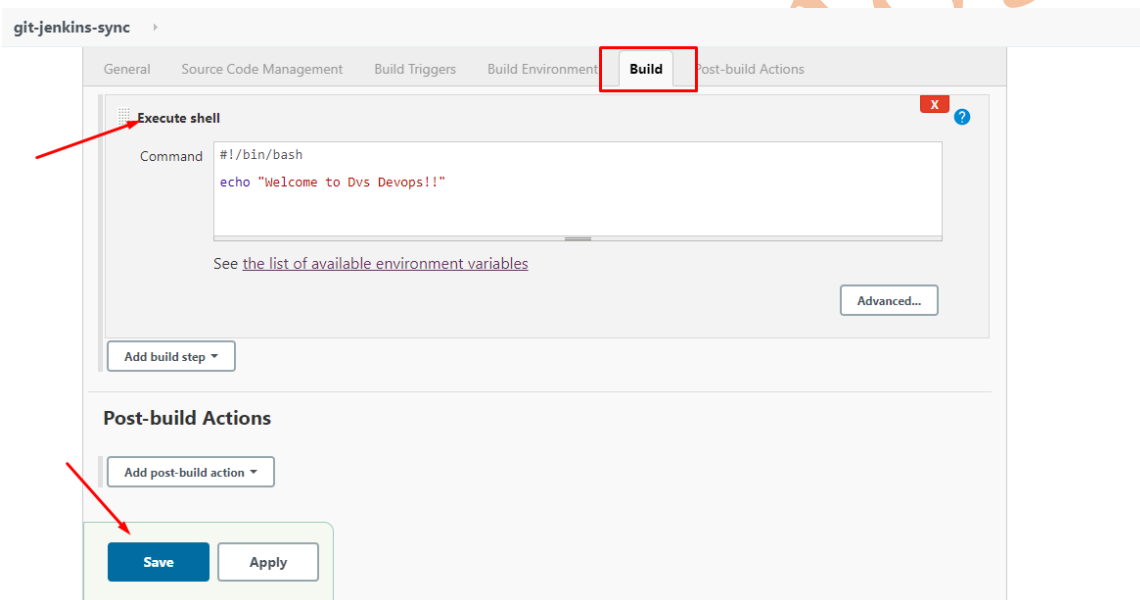 git-jenkins-sync
General Source Code Management Build Triggers Build Environment Build Post-build Actions
Execute shell
X
?
Command
#!/bin/bash
echo "Welcome to Dvs Devops!!"
See the list of available environment variables
Advanced...
Add build step
Post-build Actions
Add post-build action
Save Apply